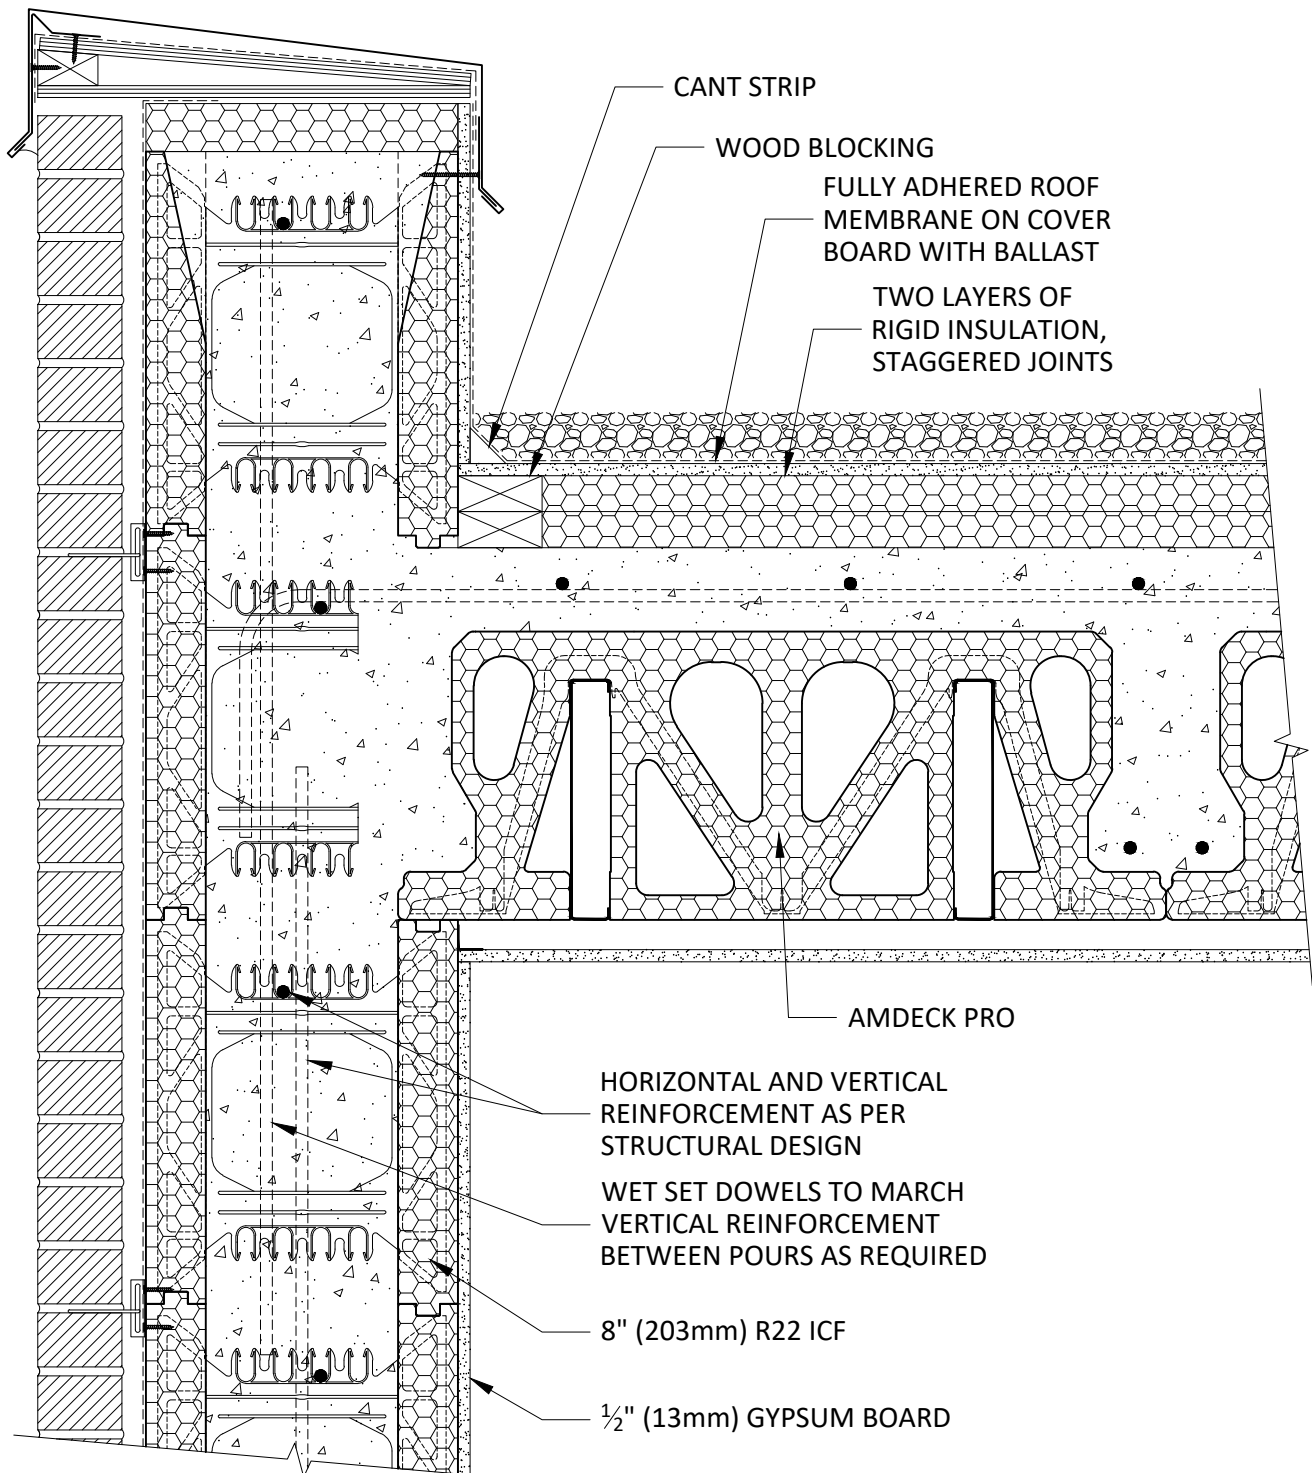 CANT STRIP
WOOD BLOCKING
FULLY ADHERED ROOF
MEMBRANE ON COVER
BOARD WITH BALLAST
TWO LAYERS OF
RIGID INSULATION,
STAGGERED JOINTS
AMDECK PRO
HORIZONTAL AND VERTICAL
REINFORCEMENT AS PER
STRUCTURAL DESIGN
WET SET DOWELS TO MARCH
VERTICAL REINFORCEMENT
BETWEEN POURS AS REQUIRED
8" (203mm) R22 ICF
½" (13mm) GYPSUM BOARD